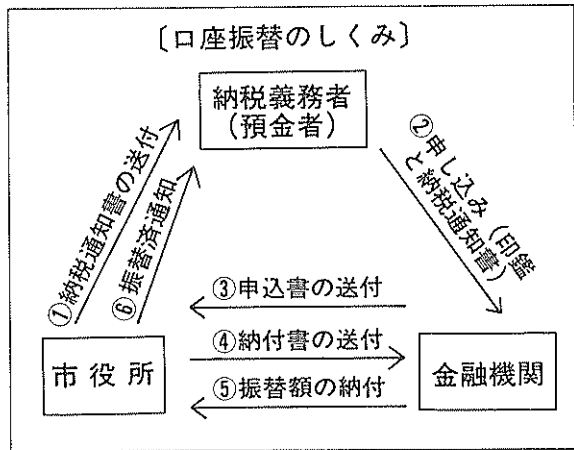 〔口座振替のしくみ〕
納税義務者
(預金者)
①納税通知書の送付
⑥振替済通知
②申し込み(印鑑
と納税通知書)
③申込書の送付
④納付書の送付
⑤振替額の納付
市役所
金融機関